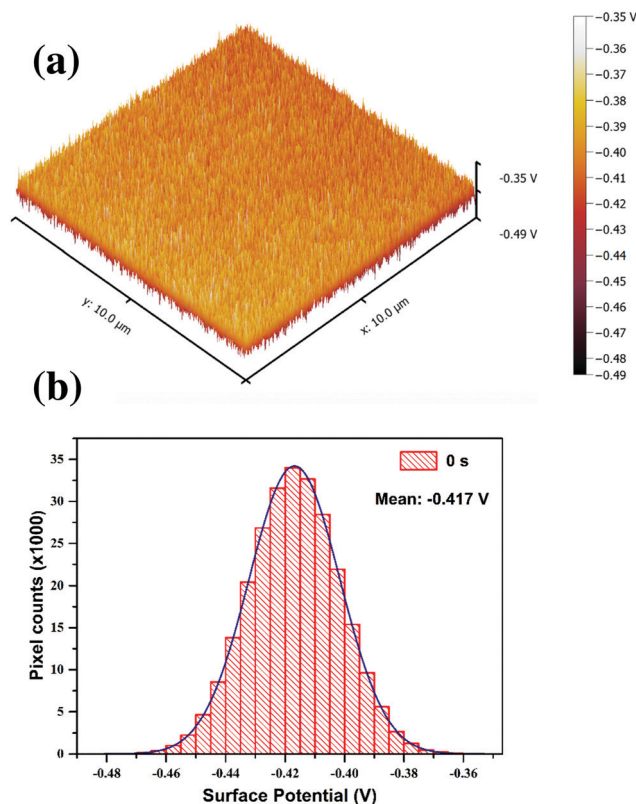 (a)
-0.35 V
-0.36
-0.37
-0.38
-0.39
-0.40
-0.41
-0.42
-0.43
-0.44
-0.45
-0.46
-0.47
-0.48
-0.49
-0.35 V
-0.49 V
y: 10.0 µm
x: 10.0 µm
(b)
35
30
25
20
15
10
5
0
Pixel counts (x1000)
0 s
Mean: -0.417 V
-0.48 -0.46 -0.44 -0.42 -0.40 -0.38 -0.36
Surface Potential (V)